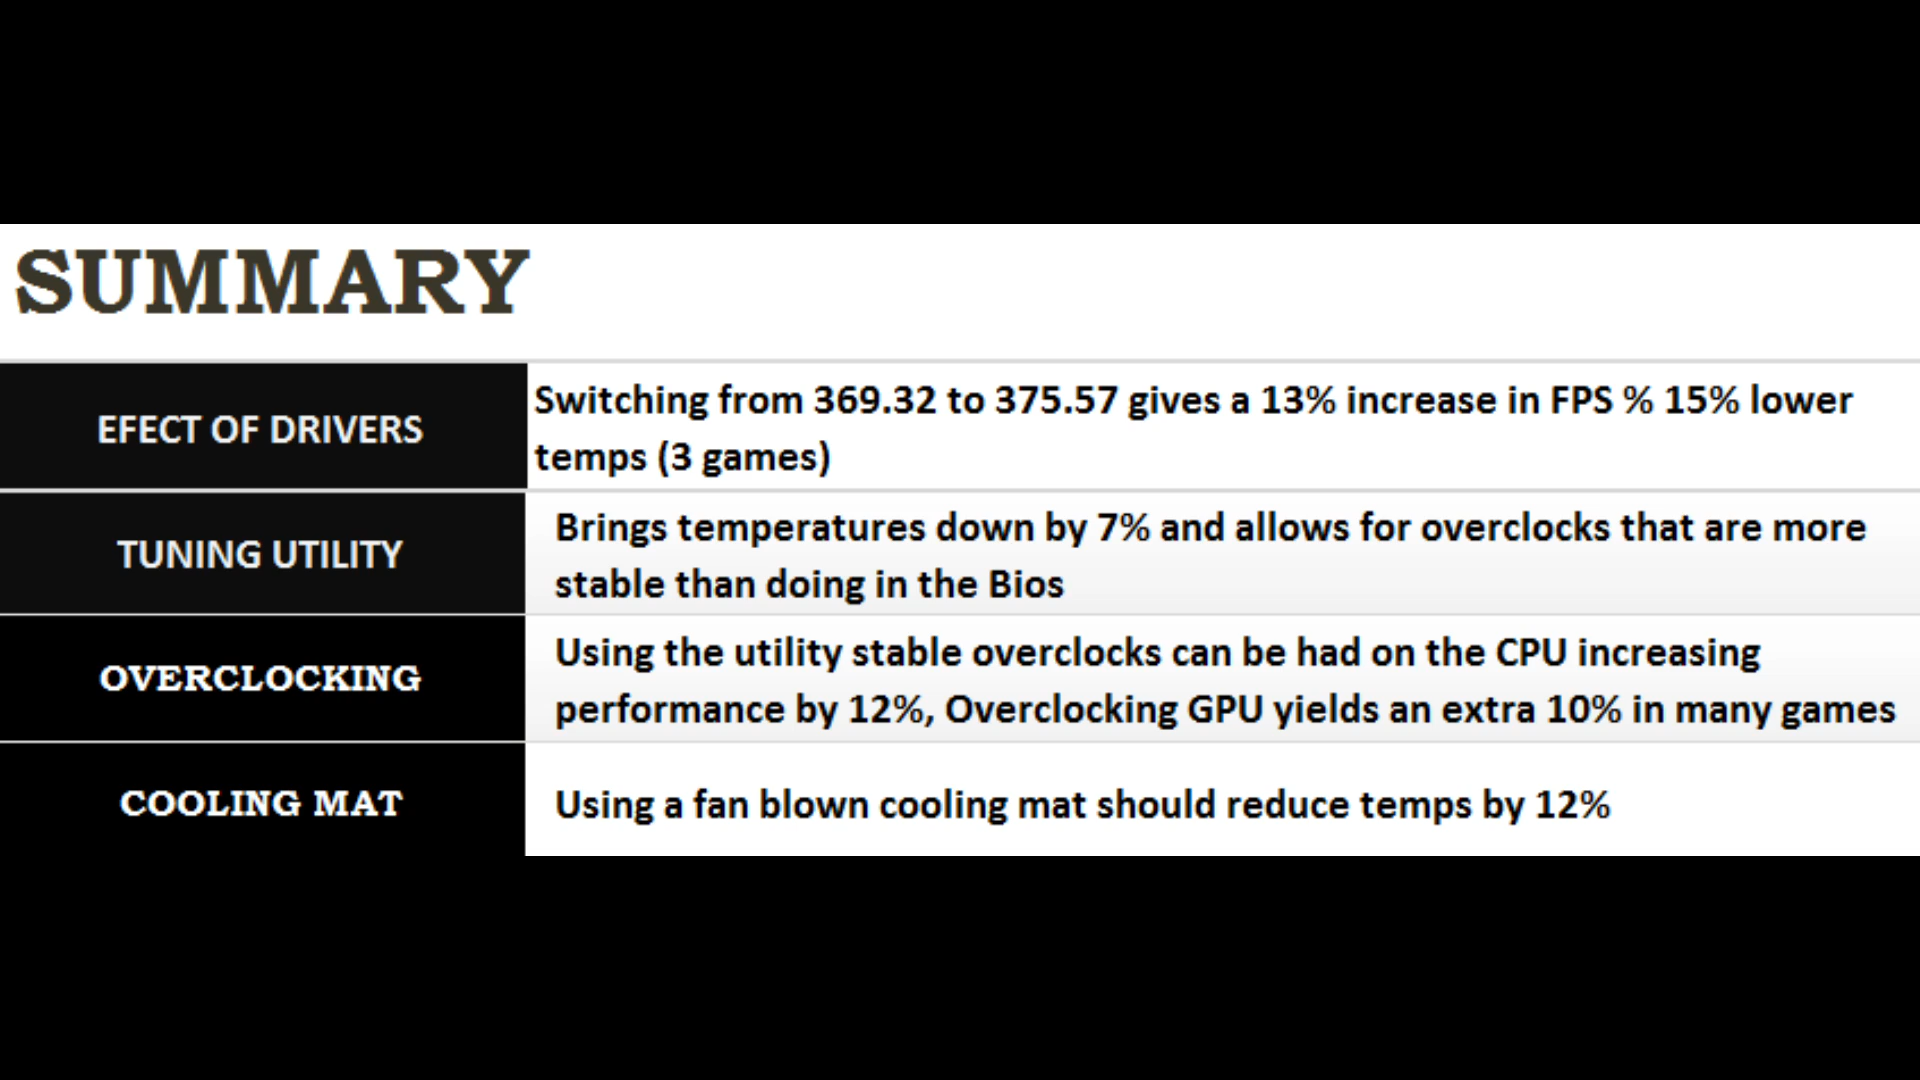 SUMMARY
EFECT OF DRIVERS
Switching from 369.32 to 375.57 gives a 13% increase in FPS % 15% lower
temps (3 games)
TUNING UTILITY
Brings temperatures down by 7% and allows for overclocks that are more
stable than doing in the Bios
OVERCLOCKING
Using the utility stable overclocks can be had on the CPU increasing
performance by 12%, Overclocking GPU yields an extra 10% in many games
COOLING MAT
Using a fan blown cooling mat should reduce temps by 12%